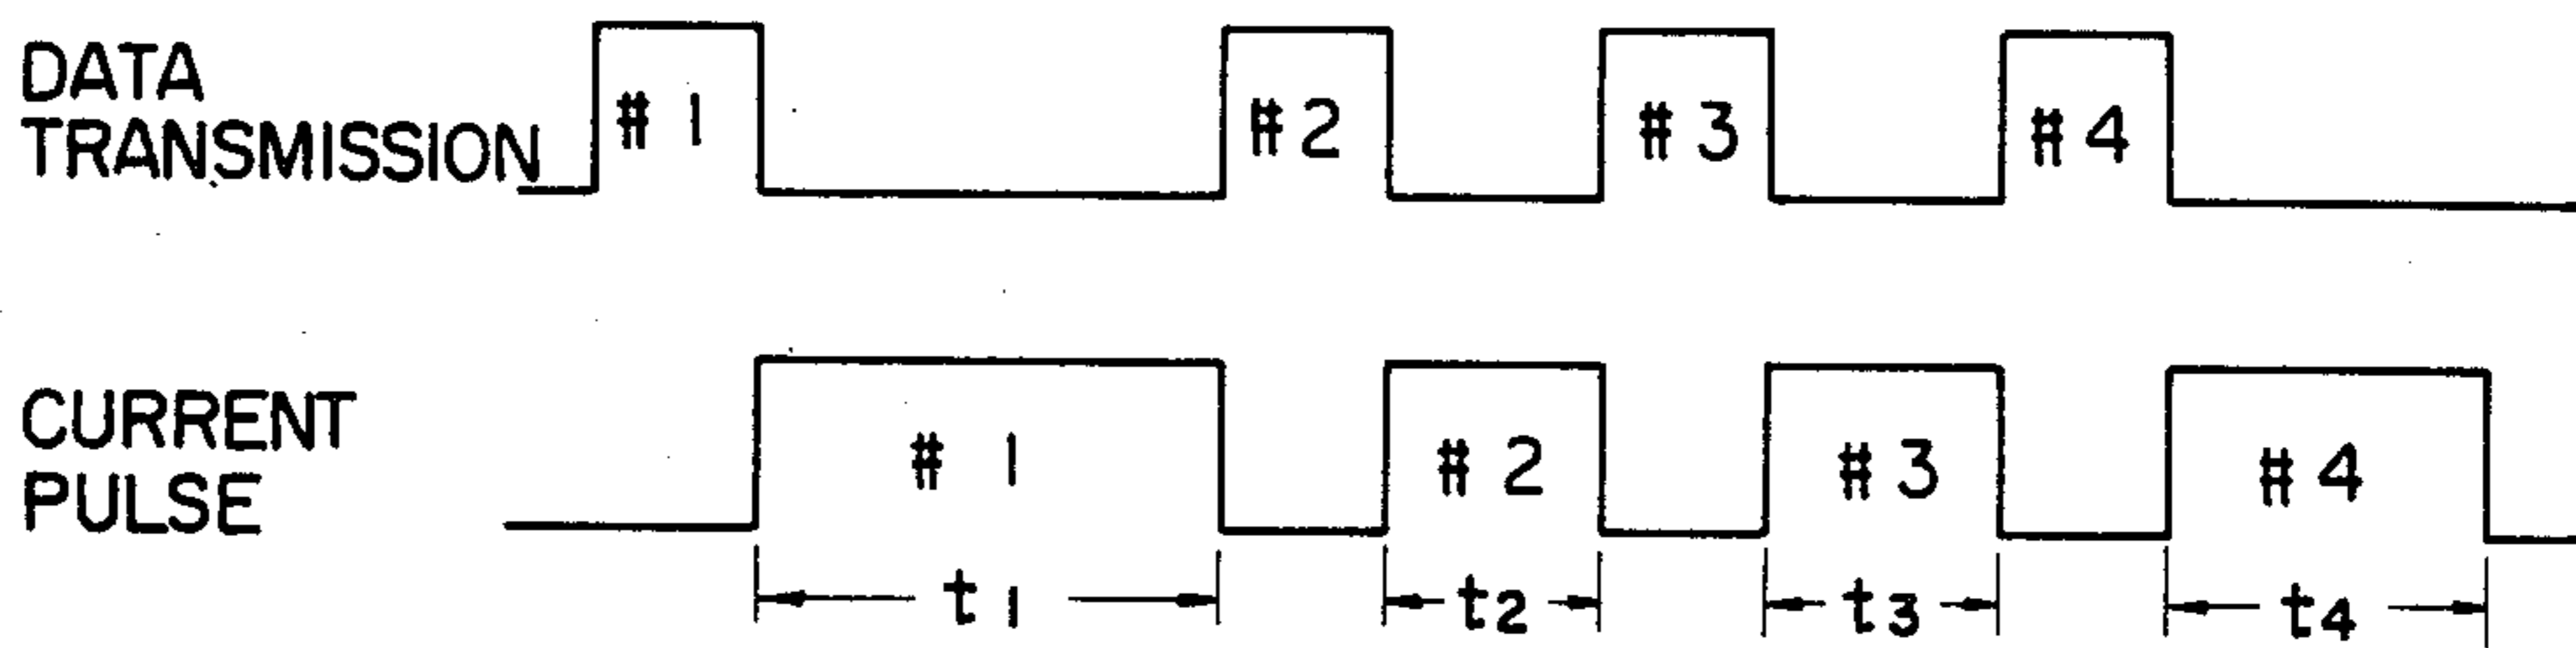 DATA
TRANSMISSION
# 1
# 2
# 3
# 4
CURRENT
PULSE
# 1
# 2
# 3
# 4
t1
t2
t3
t4